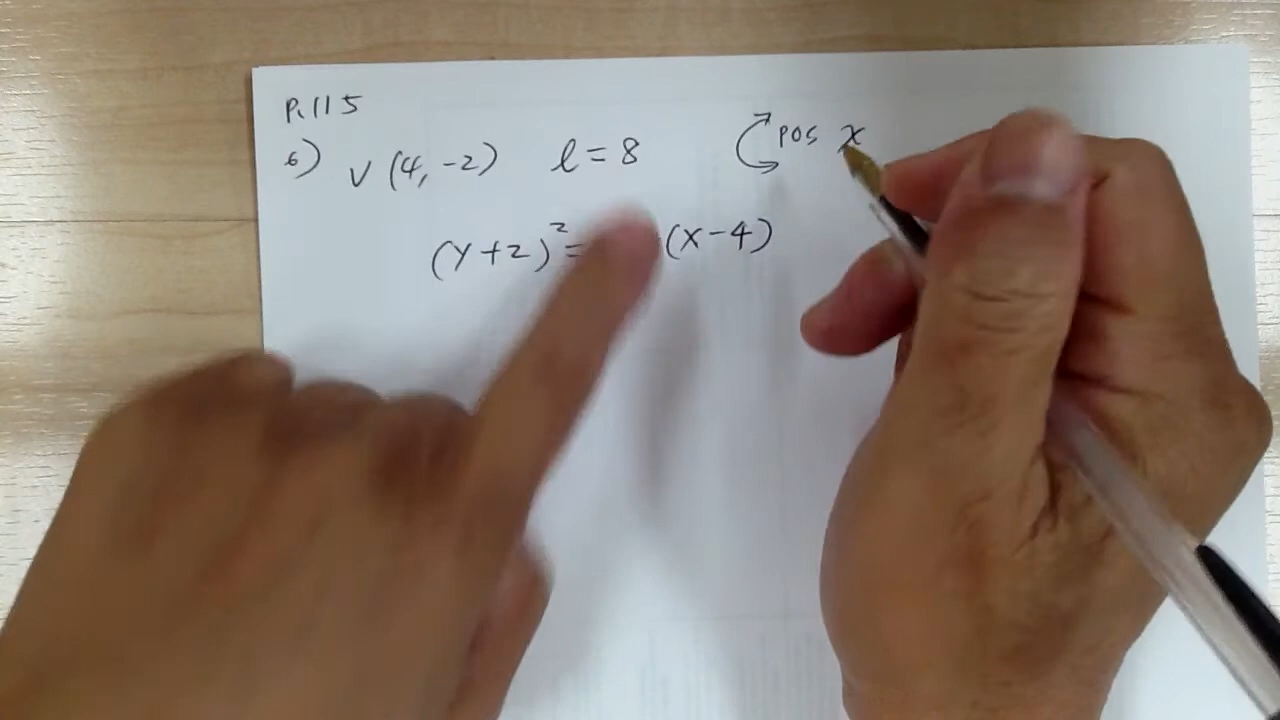 P.115
6) V (4, -2) l = 8 pos x
(y+2)² = (x-4)